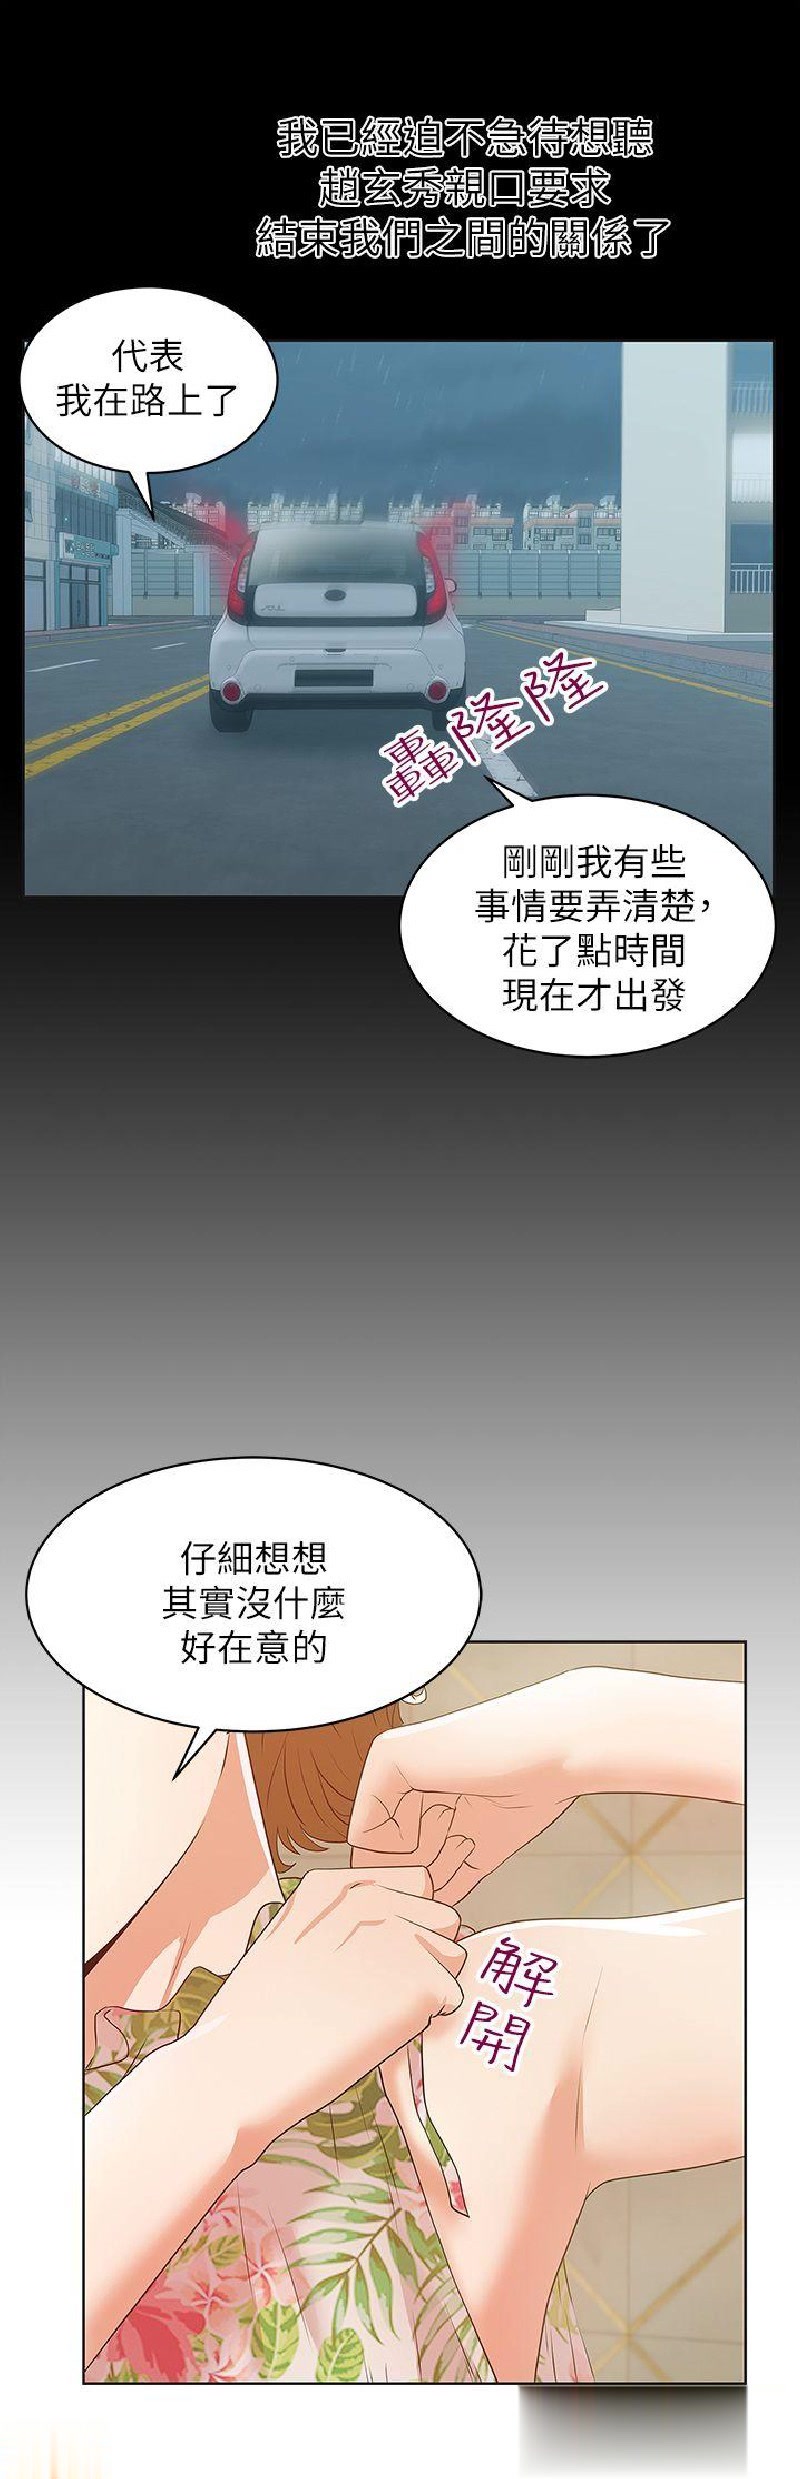 我已經迫不急待想聽
趙玄秀親口要求
結束我們之間的關係了
代表
我在路上了
轟隆隆
剛剛我有些
事情要弄清楚,
花了點時間
現在才出發
仔細想想
其實沒什麼
好在意的
解
開